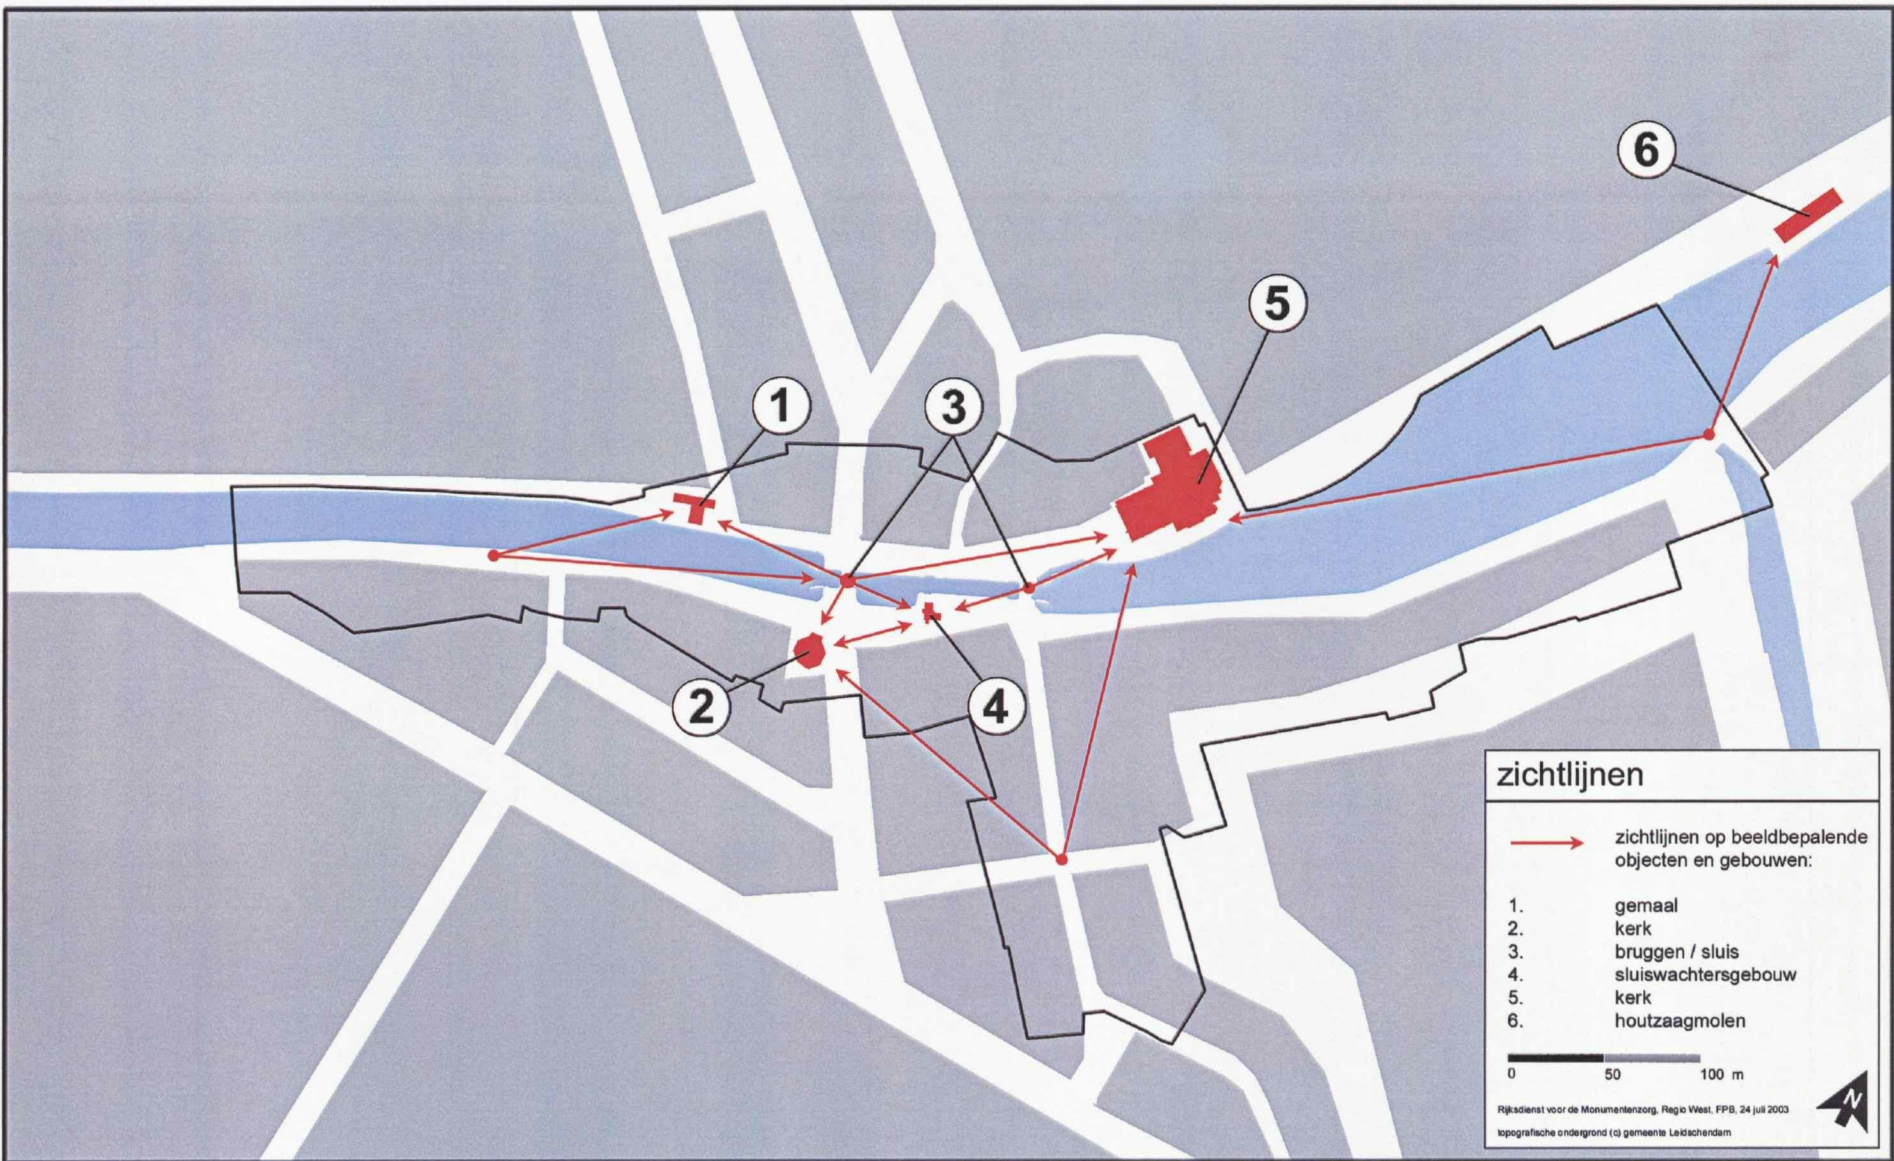 6
5
1
3
2
4
zichtlijnen
zichtlijnen op beeldbepalende
objecten en gebouwen:
1. gemaal
2. kerk
3. bruggen / sluis
4. sluiswachtersgebouw
5. kerk
6. houtzaagmolen
0 50 100 m
N
Rijksdienst voor de Monumentenzorg, Regio West, FPB, 24 juli 2003
topografische ondergrond (c) gemeente Leidschendam